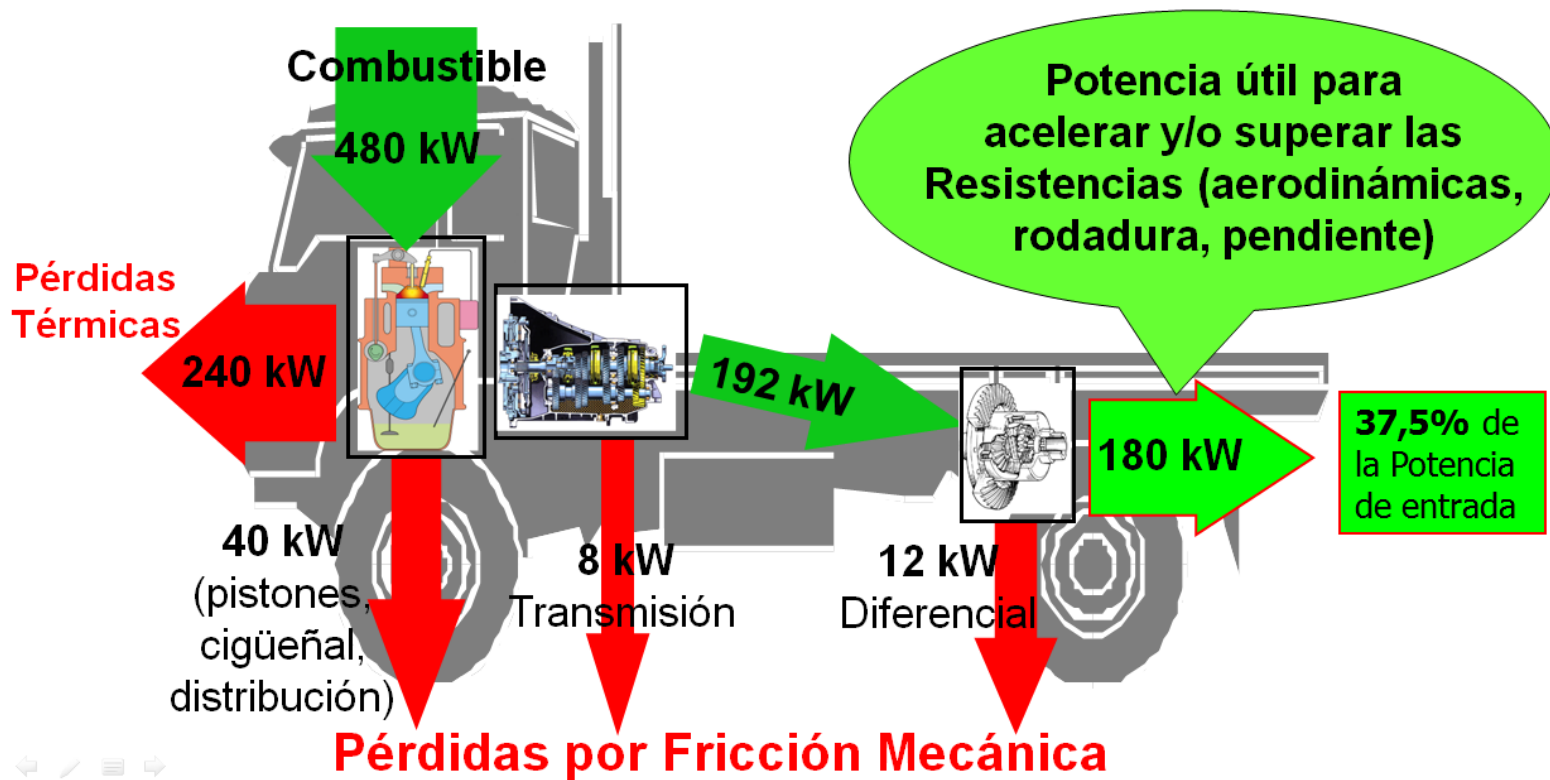 Combustible
480 kW
Potencia útil para
acelerar y/o superar las
Resistencias (aerodinámicas,
rodadura, pendiente)
Pérdidas
Térmicas
240 kW
192 kW
180 kW
37,5% de
la Potencia
de entrada
40 kW
(pistones,
cigüeñal,
distribución)
8 kW
Transmisión
12 kW
Diferencial
Pérdidas por Fricción Mecánica